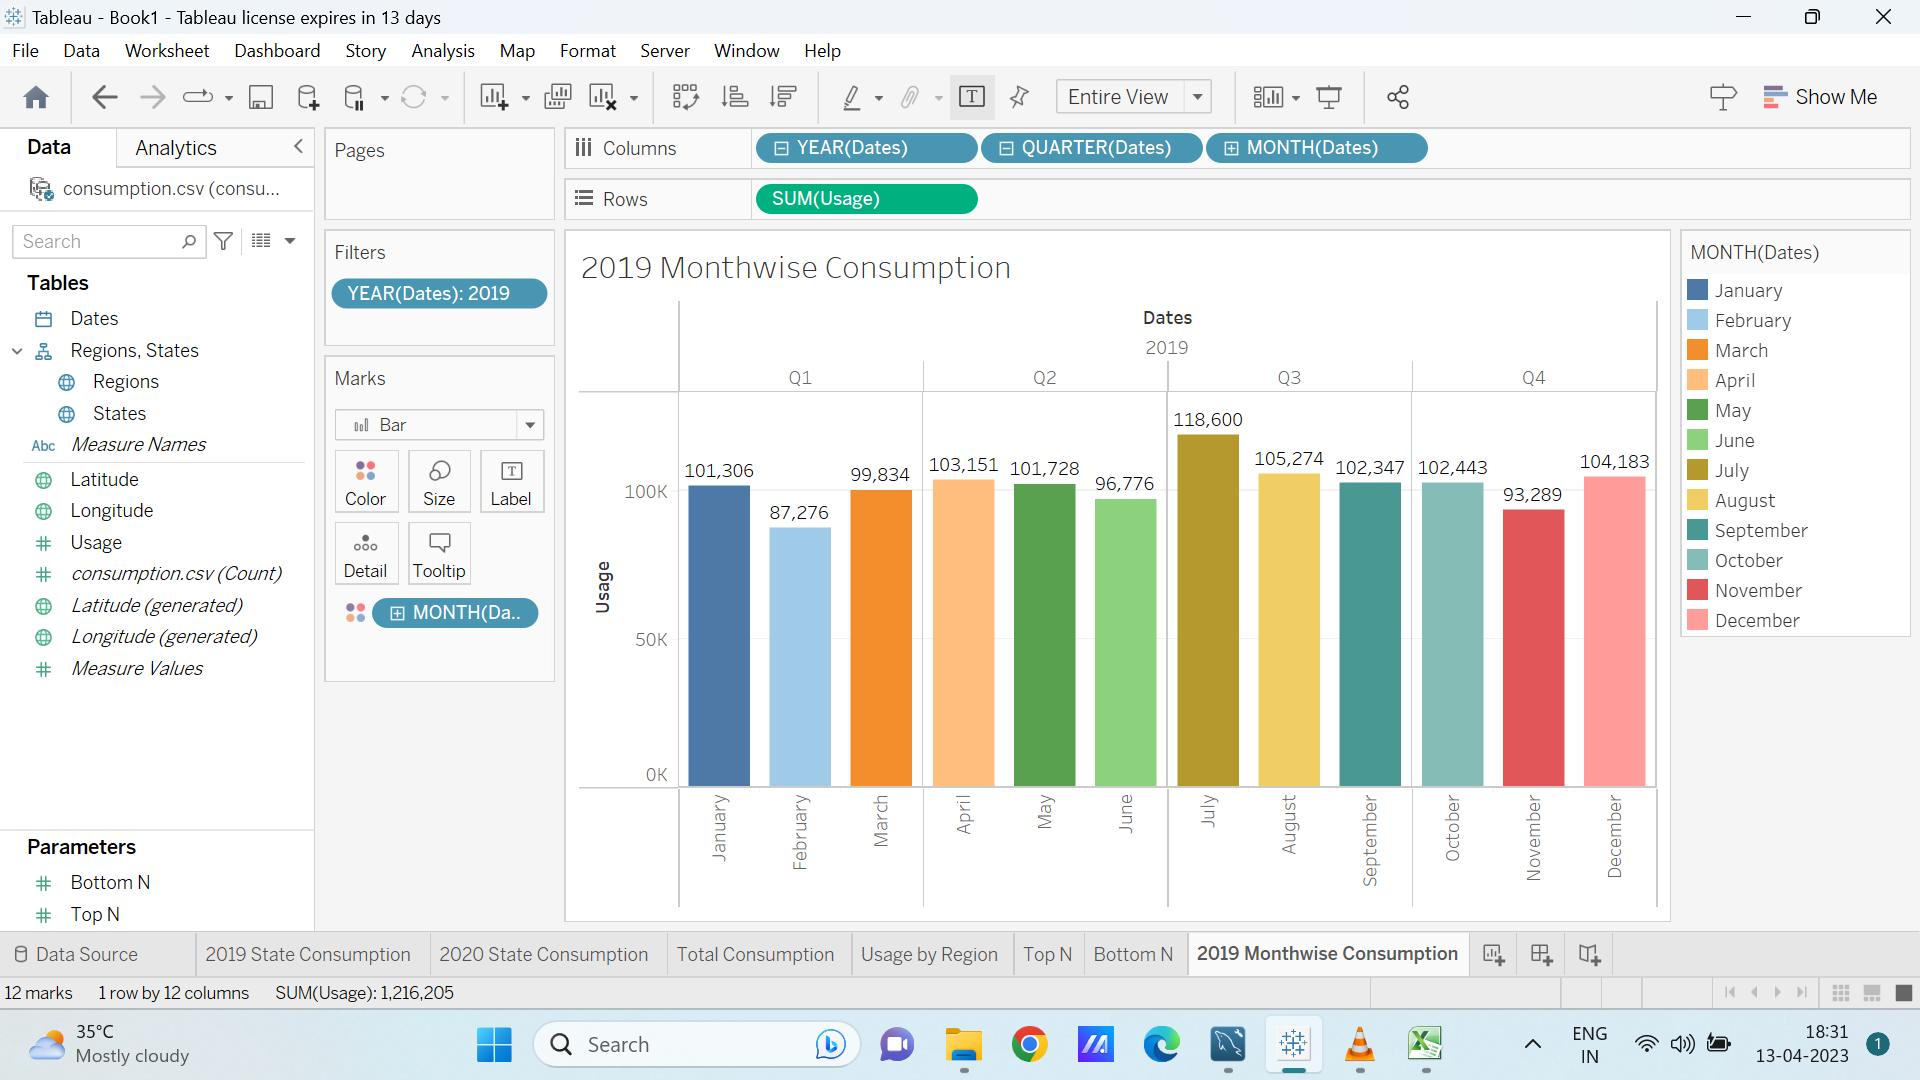 Tableau - Book1 - Tableau license expires in 13 days
File Data Worksheet Dashboard Story Analysis Map Format Server Window Help
Entire View
Show Me
Data Analytics
consumption.csv (consu...
Search
Tables
Dates
Regions, States
Regions
States
Abc Measure Names
Latitude
Longitude
Usage
consumption.csv (Count)
Latitude (generated)
Longitude (generated)
Measure Values
Parameters
Bottom N
Top N
Pages
Filters
YEAR(Dates): 2019
Marks
Bar
Color Size Label
Detail Tooltip
MONTH(Da..
Columns YEAR(Dates) QUARTER(Dates) MONTH(Dates)
Rows SUM(Usage)
2019 Monthwise Consumption
Dates
2019
Q1 Q2 Q3 Q4
Usage
100K
50K
0K
101,306
87,276
99,834
103,151
101,728
96,776
118,600
105,274
102,347
102,443
93,289
104,183
January
February
March
April
May
June
July
August
September
October
November
December
MONTH(Dates)
January
February
March
April
May
June
July
August
September
October
November
December
Data Source 2019 State Consumption 2020 State Consumption Total Consumption Usage by Region Top N Bottom N 2019 Monthwise Consumption
12 marks 1 row by 12 columns SUM(Usage): 1,216,205
35°C
Mostly cloudy
Search
ENG
IN
18:31
13-04-2023
1